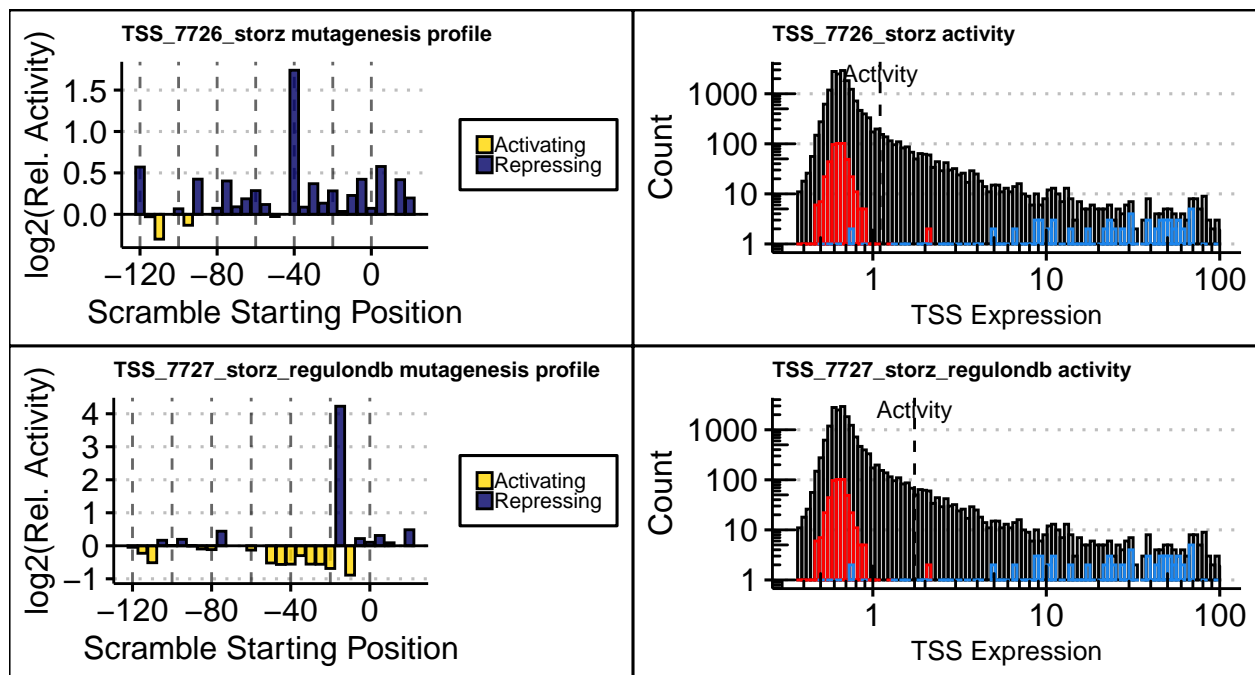 TSS_7726_storz mutagenesis profile
log2(Rel. Activity)
1.5
1.0
0.5
0.0
−120 −80 −40 0
Scramble Starting Position
Activating
Repressing
TSS_7726_storz activity
Activity
Count
1000
100
10
1
1 10 100
TSS Expression
TSS_7727_storz_regulondb mutagenesis profile
log2(Rel. Activity)
4
3
2
1
0
−1
−120 −80 −40 0
Scramble Starting Position
Activating
Repressing
TSS_7727_storz_regulondb activity
Activity
Count
1000
100
10
1
1 10 100
TSS Expression